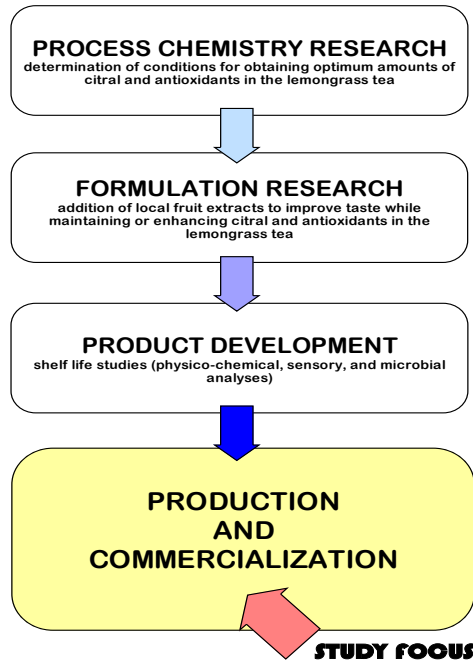 PROCESS CHEMISTRY RESEARCH
determination of conditions for obtaining optimum amounts of
citral and antioxidants in the lemongrass tea
FORMULATION RESEARCH
addition of local fruit extracts to improve taste while
maintaining or enhancing citral and antioxidants in the
lemongrass tea
PRODUCT DEVELOPMENT
shelf life studies (physico-chemical, sensory, and microbial
analyses)
PRODUCTION
AND
COMMERCIALIZATION
STUDY FOCUS